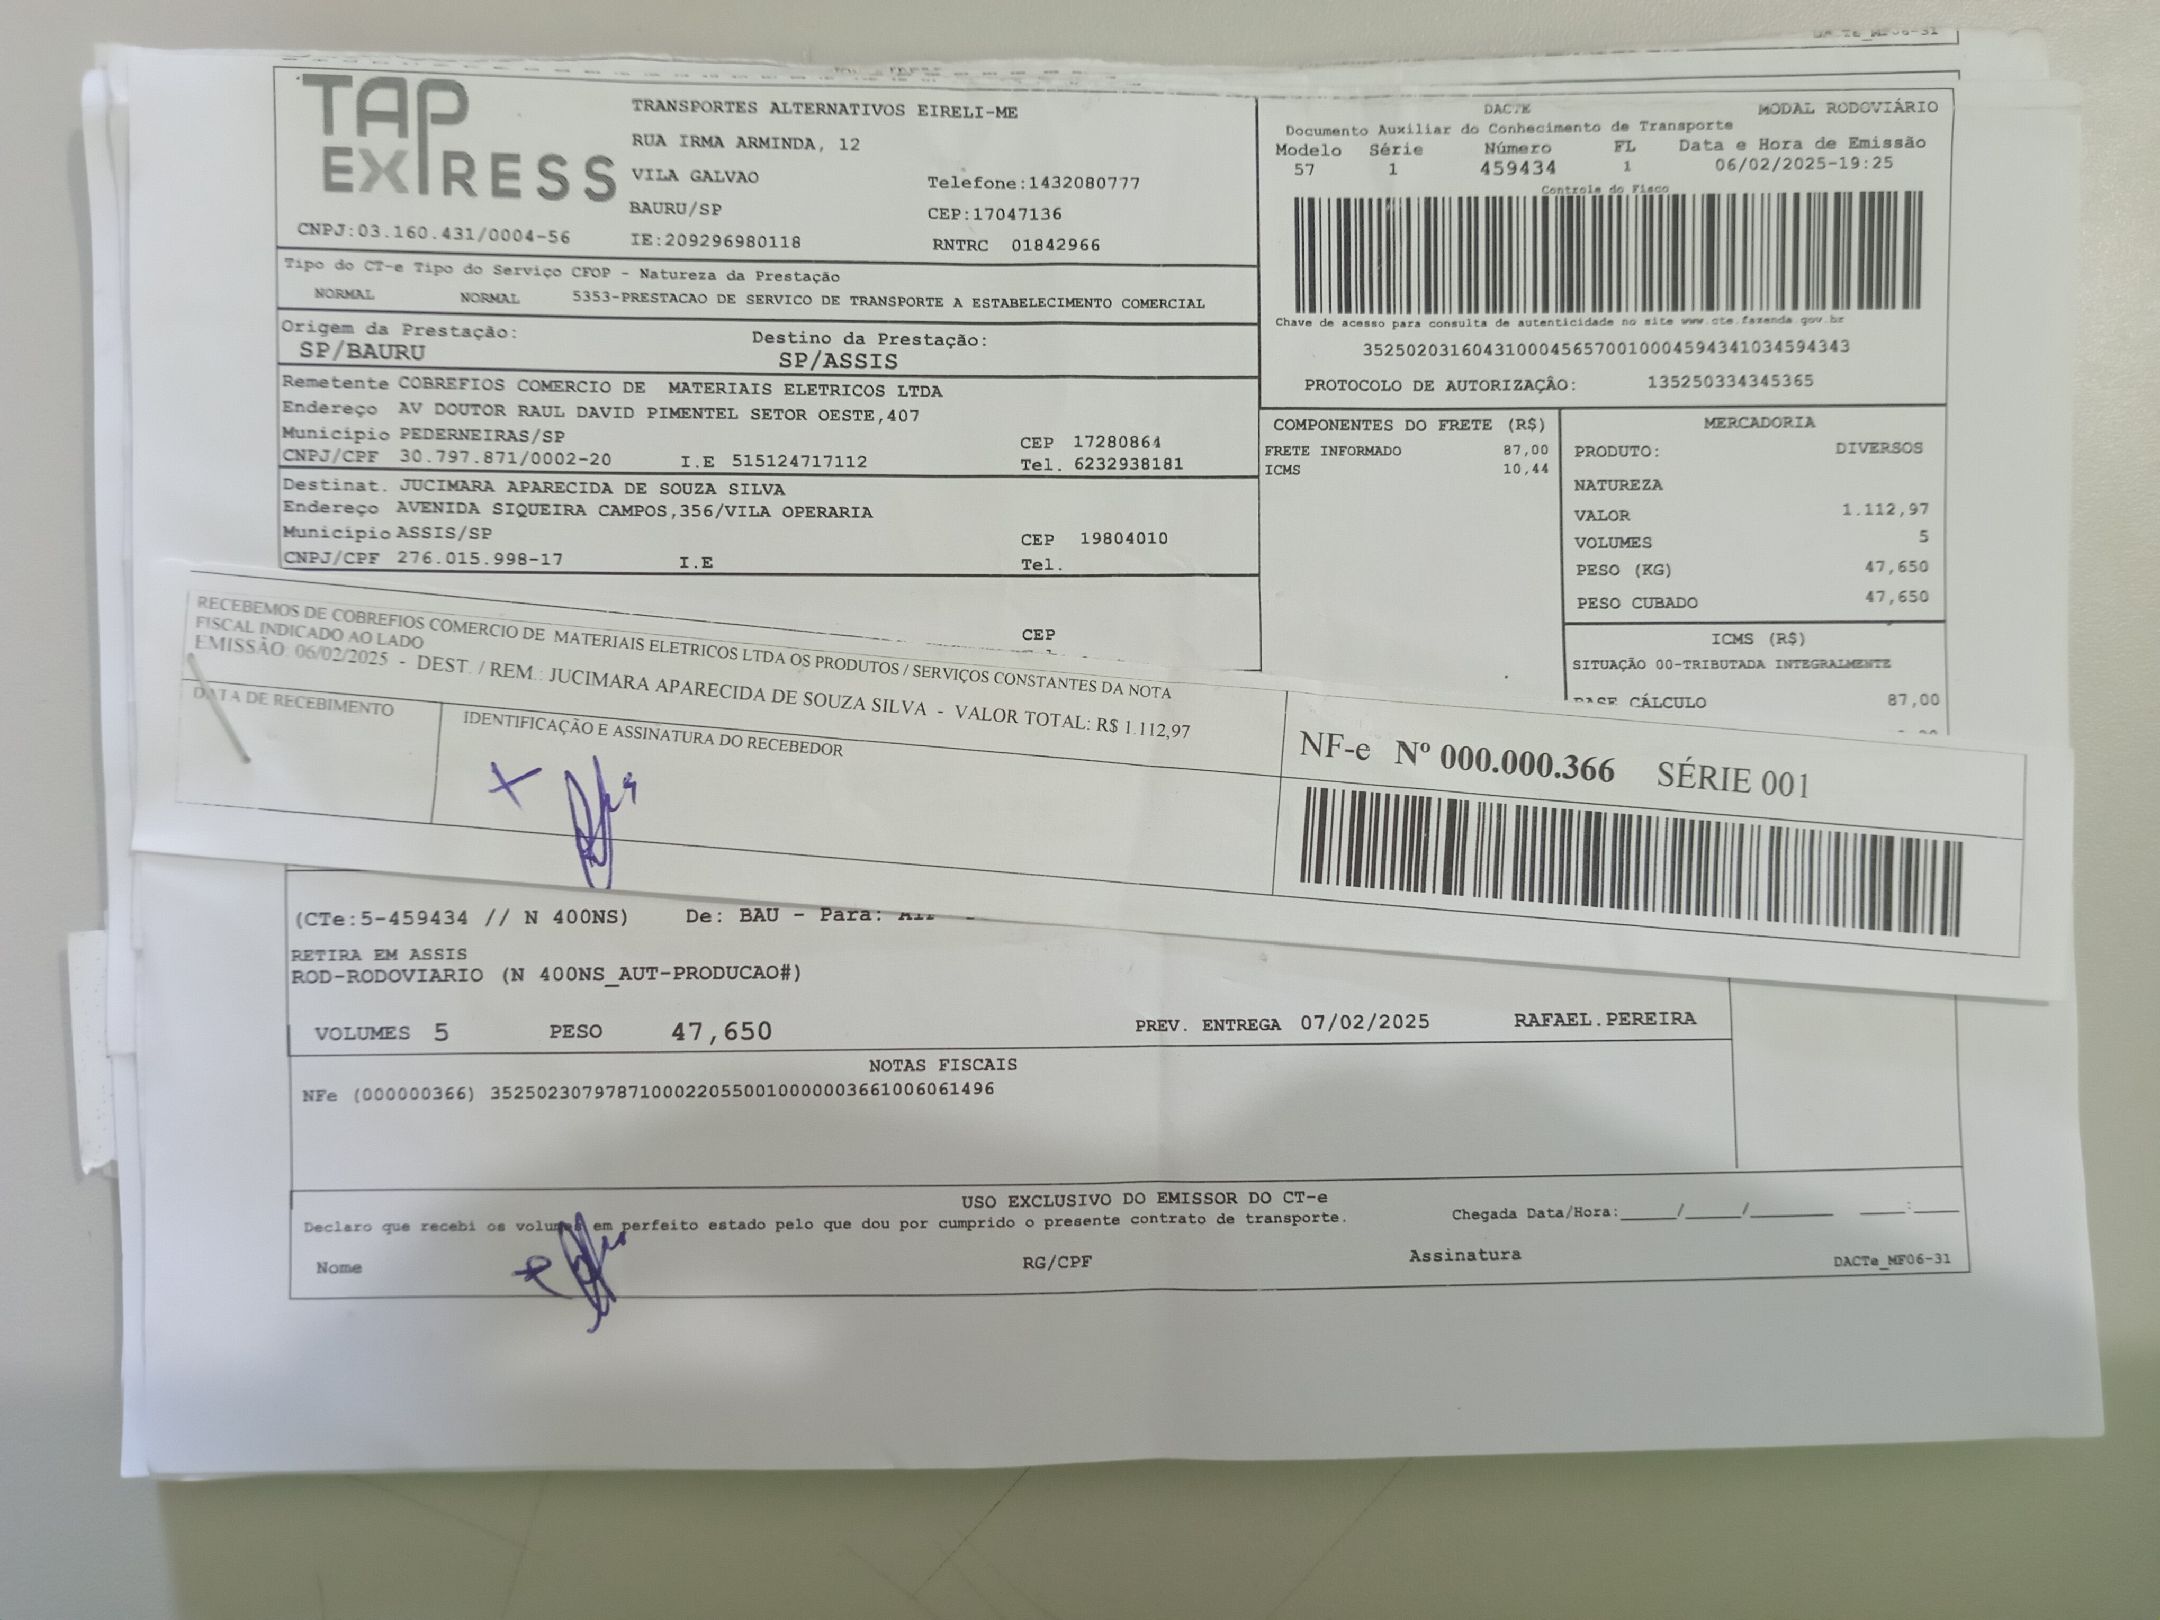 DACTe_MF06-31
TAP EXPRESS
TRANSPORTES ALTERNATIVOS EIRELI-ME
RUA IRMA ARMINDA, 12
VILA GALVAO Telefone:1432080777
BAURU/SP CEP:17047136
CNPJ:03.160.431/0004-56 IE:209296980118 RNTRC 01842966
DACTE MODAL RODOVIÁRIO
Documento Auxiliar do Conhecimento de Transporte
Modelo Série Número FL Data e Hora de Emissão
57 1 459434 1 06/02/2025-19:25
Controle do Fisco
Chave de acesso para consulta de autenticidade no site www.cte.fazenda.gov.br
35250203160431000456570010004594341034594343
PROTOCOLO DE AUTORIZAÇÃO: 135250334345365
Tipo do CT-e Tipo do Serviço CFOP - Natureza da Prestação
NORMAL NORMAL 5353-PRESTACAO DE SERVICO DE TRANSPORTE A ESTABELECIMENTO COMERCIAL
Origem da Prestação: Destino da Prestação:
SP/BAURU SP/ASSIS
Remetente COBREFIOS COMERCIO DE MATERIAIS ELETRICOS LTDA
Endereço AV DOUTOR RAUL DAVID PIMENTEL SETOR OESTE,407
Município PEDERNEIRAS/SP CEP 17280864
CNPJ/CPF 30.797.871/0002-20 I.E 515124717112 Tel. 6232938181
Destinat. JUCIMARA APARECIDA DE SOUZA SILVA
Endereço AVENIDA SIQUEIRA CAMPOS,356/VILA OPERARIA
Município ASSIS/SP CEP 19804010
CNPJ/CPF 276.015.998-17 I.E Tel.
CEP
COMPONENTES DO FRETE (R$)
FRETE INFORMADO 87,00
ICMS 10,44
MERCADORIA
PRODUTO: DIVERSOS
NATUREZA
VALOR 1.112,97
VOLUMES 5
PESO (KG) 47,650
PESO CUBADO 47,650
ICMS (R$)
SITUAÇÃO 00-TRIBUTADA INTEGRALMENTE
BASE CÁLCULO 87,00
RECEBEMOS DE COBREFIOS COMERCIO DE MATERIAIS ELETRICOS LTDA OS PRODUTOS / SERVIÇOS CONSTANTES DA NOTA
FISCAL INDICADO AO LADO
EMISSÃO: 06/02/2025 - DEST. / REM.: JUCIMARA APARECIDA DE SOUZA SILVA - VALOR TOTAL: R$ 1.112,97
DATA DE RECEBIMENTO IDENTIFICAÇÃO E ASSINATURA DO RECEBEDOR
NF-e Nº 000.000.366 SÉRIE 001
(CTe:5-459434 // N 400NS) De: BAU - Para:
RETIRA EM ASSIS
ROD-RODOVIARIO (N 400NS_AUT-PRODUCAO#)
VOLUMES 5 PESO 47,650 PREV. ENTREGA 07/02/2025 RAFAEL.PEREIRA
NOTAS FISCAIS
NFe (000000366) 35250230797871000220550010000003661006061496
USO EXCLUSIVO DO EMISSOR DO CT-e
Declaro que recebi os volumes em perfeito estado pelo que dou por cumprido o presente contrato de transporte. Chegada Data/Hora:_____/_____/________ ____:____
Nome RG/CPF Assinatura DACTe_MF06-31